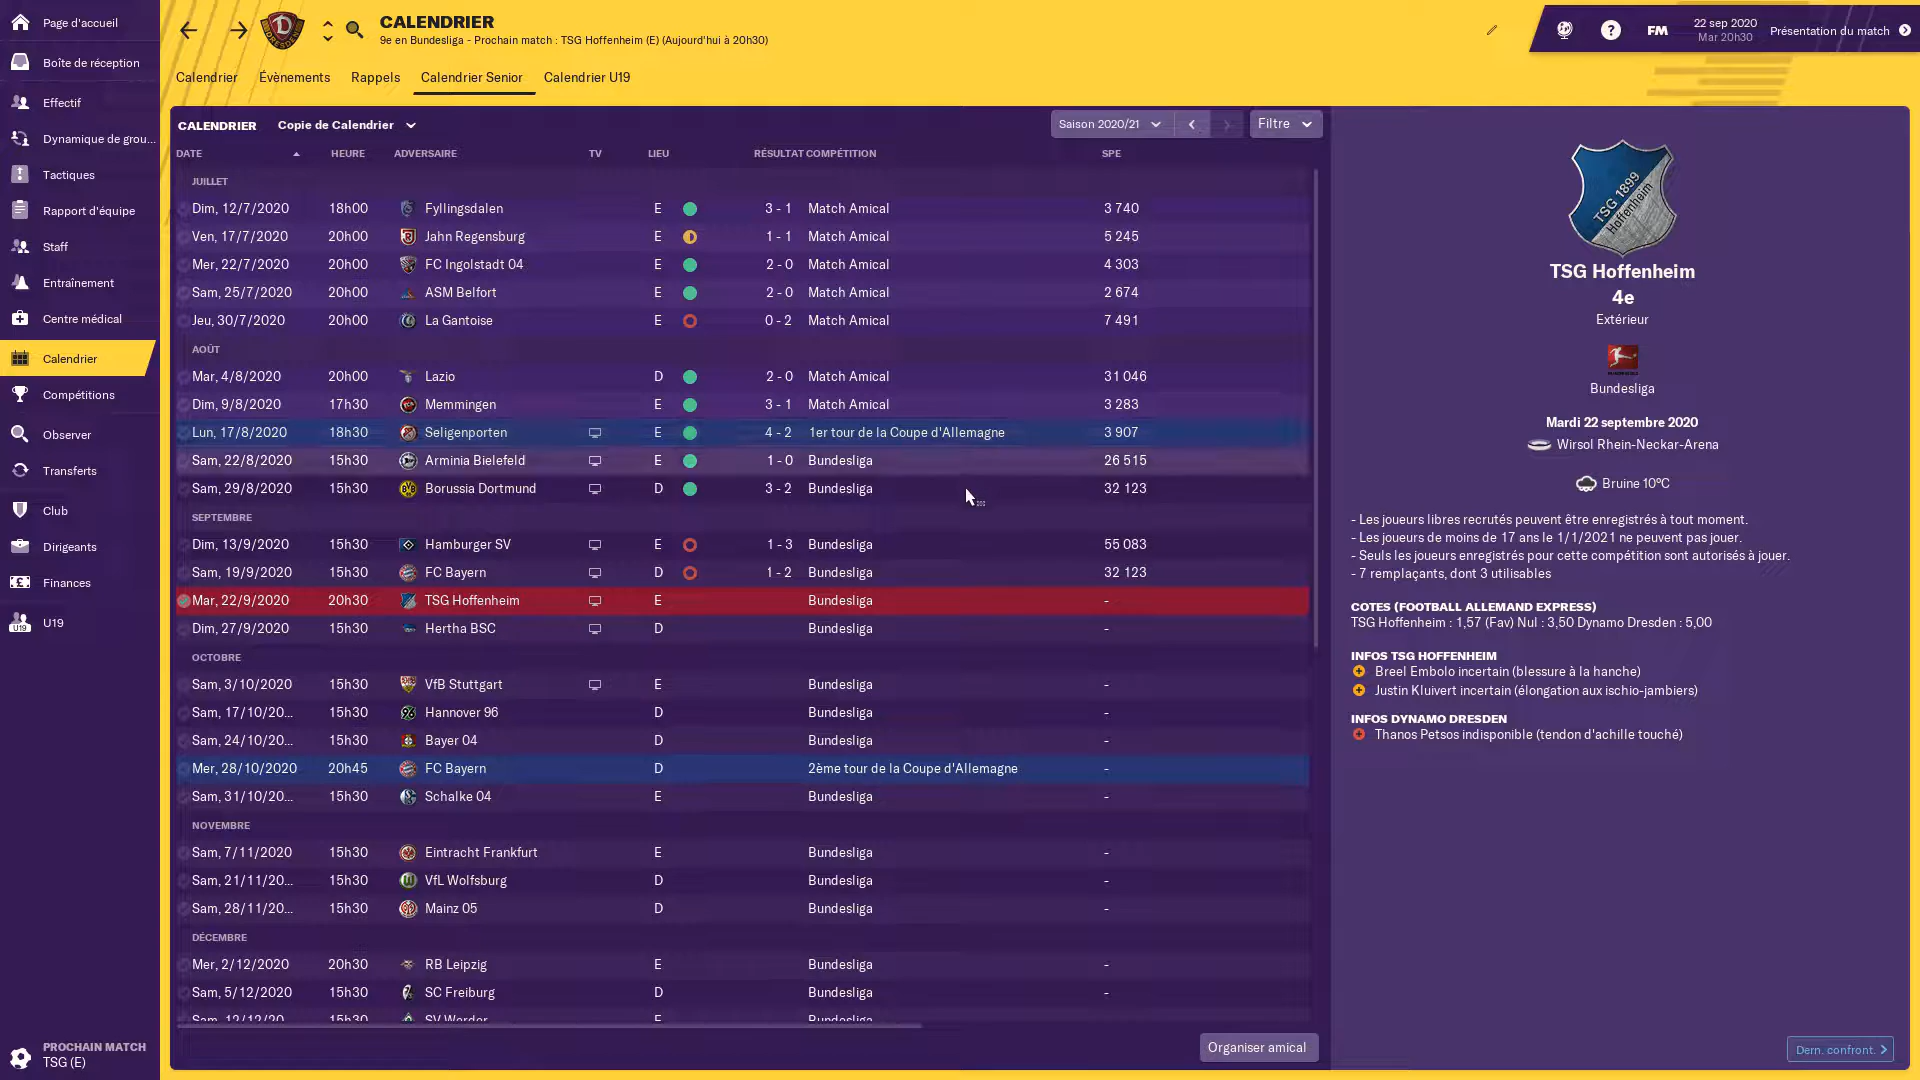 Page d'accueil
Boîte de réception
Effectif
Dynamique de grou...
Tactiques
Rapport d'équipe
Staff
Entraînement
Centre médical
Calendrier
Compétitions
Observer
Transferts
Club
Dirigeants
Finances
U19
U19
PROCHAIN MATCH
TSG (E)
CALENDRIER
9e en Bundesliga - Prochain match : TSG Hoffenheim (E) (Aujourd'hui à 20h30)
FM
22 sep 2020
Mar 20h30
Présentation du match
Calendrier Évènements Rappels Calendrier Senior Calendrier U19
CALENDRIER Copie de Calendrier Saison 2020/21 Filtre
DATE HEURE ADVERSAIRE TV LIEU RÉSULTAT COMPÉTITION SPE
JUILLET
Dim, 12/7/2020 18h00 Fyllingsdalen E 3 - 1 Match Amical 3 740
Ven, 17/7/2020 20h00 Jahn Regensburg E 1 - 1 Match Amical 5 245
Mer, 22/7/2020 20h00 FC Ingolstadt 04 E 2 - 0 Match Amical 4 303
Sam, 25/7/2020 20h00 ASM Belfort E 2 - 0 Match Amical 2 674
Jeu, 30/7/2020 20h00 La Gantoise E 0 - 2 Match Amical 7 491
AOÛT
Mar, 4/8/2020 20h00 Lazio D 2 - 0 Match Amical 31 046
Dim, 9/8/2020 17h30 Memmingen E 3 - 1 Match Amical 3 283
Lun, 17/8/2020 18h30 Seligenporten E 4 - 2 1er tour de la Coupe d'Allemagne 3 907
Sam, 22/8/2020 15h30 Arminia Bielefeld E 1 - 0 Bundesliga 26 515
Sam, 29/8/2020 15h30 Borussia Dortmund D 3 - 2 Bundesliga 32 123
SEPTEMBRE
Dim, 13/9/2020 15h30 Hamburger SV E 1 - 3 Bundesliga 55 083
Sam, 19/9/2020 15h30 FC Bayern D 1 - 2 Bundesliga 32 123
Mar, 22/9/2020 20h30 TSG Hoffenheim E Bundesliga -
Dim, 27/9/2020 15h30 Hertha BSC D Bundesliga -
OCTOBRE
Sam, 3/10/2020 15h30 VfB Stuttgart E Bundesliga -
Sam, 17/10/20... 15h30 Hannover 96 D Bundesliga -
Sam, 24/10/20... 15h30 Bayer 04 D Bundesliga -
Mer, 28/10/2020 20h45 FC Bayern D 2ème tour de la Coupe d'Allemagne -
Sam, 31/10/20... 15h30 Schalke 04 E Bundesliga -
NOVEMBRE
Sam, 7/11/2020 15h30 Eintracht Frankfurt E Bundesliga -
Sam, 21/11/20... 15h30 VfL Wolfsburg D Bundesliga -
Sam, 28/11/20... 15h30 Mainz 05 D Bundesliga -
DÉCEMBRE
Mer, 2/12/2020 20h30 RB Leipzig E Bundesliga -
Sam, 5/12/2020 15h30 SC Freiburg D Bundesliga -
Sam, 12/12/20... 15h30 SV Werder E Bundesliga
Organiser amical
TSG 1899
Hoffenheim
TSG Hoffenheim
4e
Extérieur
Bundesliga
Mardi 22 septembre 2020
Wirsol Rhein-Neckar-Arena
Bruine 10°C
- Les joueurs libres recrutés peuvent être enregistrés à tout moment.
- Les joueurs de moins de 17 ans le 1/1/2021 ne peuvent pas jouer.
- Seuls les joueurs enregistrés pour cette compétition sont autorisés à jouer.
- 7 remplaçants, dont 3 utilisables
COTES (FOOTBALL ALLEMAND EXPRESS)
TSG Hoffenheim : 1,57 (Fav) Nul : 3,50 Dynamo Dresden : 5,00
INFOS TSG HOFFENHEIM
Breel Embolo incertain (blessure à la hanche)
Justin Kluivert incertain (élongation aux ischio-jambiers)
INFOS DYNAMO DRESDEN
Thanos Petsos indisponible (tendon d'achille touché)
Dern. confront.